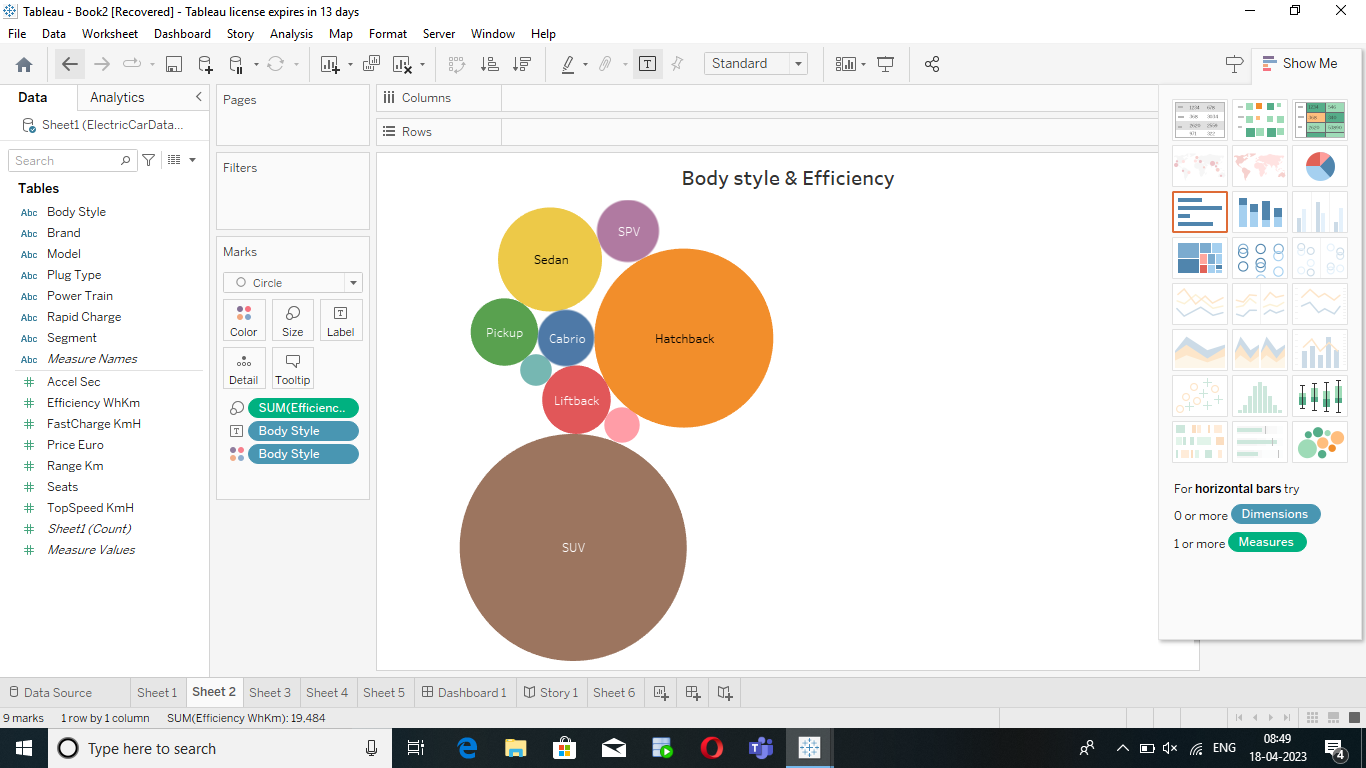 Tableau - Book2 [Recovered] - Tableau license expires in 13 days
File Data Worksheet Dashboard Story Analysis Map Format Server Window Help
Standard
Show Me
Data Analytics
Sheet1 (ElectricCarData...
Search
Tables
Abc Body Style
Abc Brand
Abc Model
Abc Plug Type
Abc Power Train
Abc Rapid Charge
Abc Segment
Abc Measure Names
Accel Sec
Efficiency WhKm
FastCharge KmH
Price Euro
Range Km
Seats
TopSpeed KmH
Sheet1 (Count)
Measure Values
Pages
Filters
Marks
Circle
Color Size Label
Detail Tooltip
SUM(Efficienc..
Body Style
Body Style
Columns
Rows
Body style & Efficiency
SPV
Sedan
Pickup
Cabrio
Hatchback
Liftback
SUV
For horizontal bars try
0 or more Dimensions
1 or more Measures
Data Source Sheet 1 Sheet 2 Sheet 3 Sheet 4 Sheet 5 Dashboard 1 Story 1 Sheet 6
9 marks 1 row by 1 column SUM(Efficiency WhKm): 19,484
Type here to search
ENG
08:49
18-04-2023
4